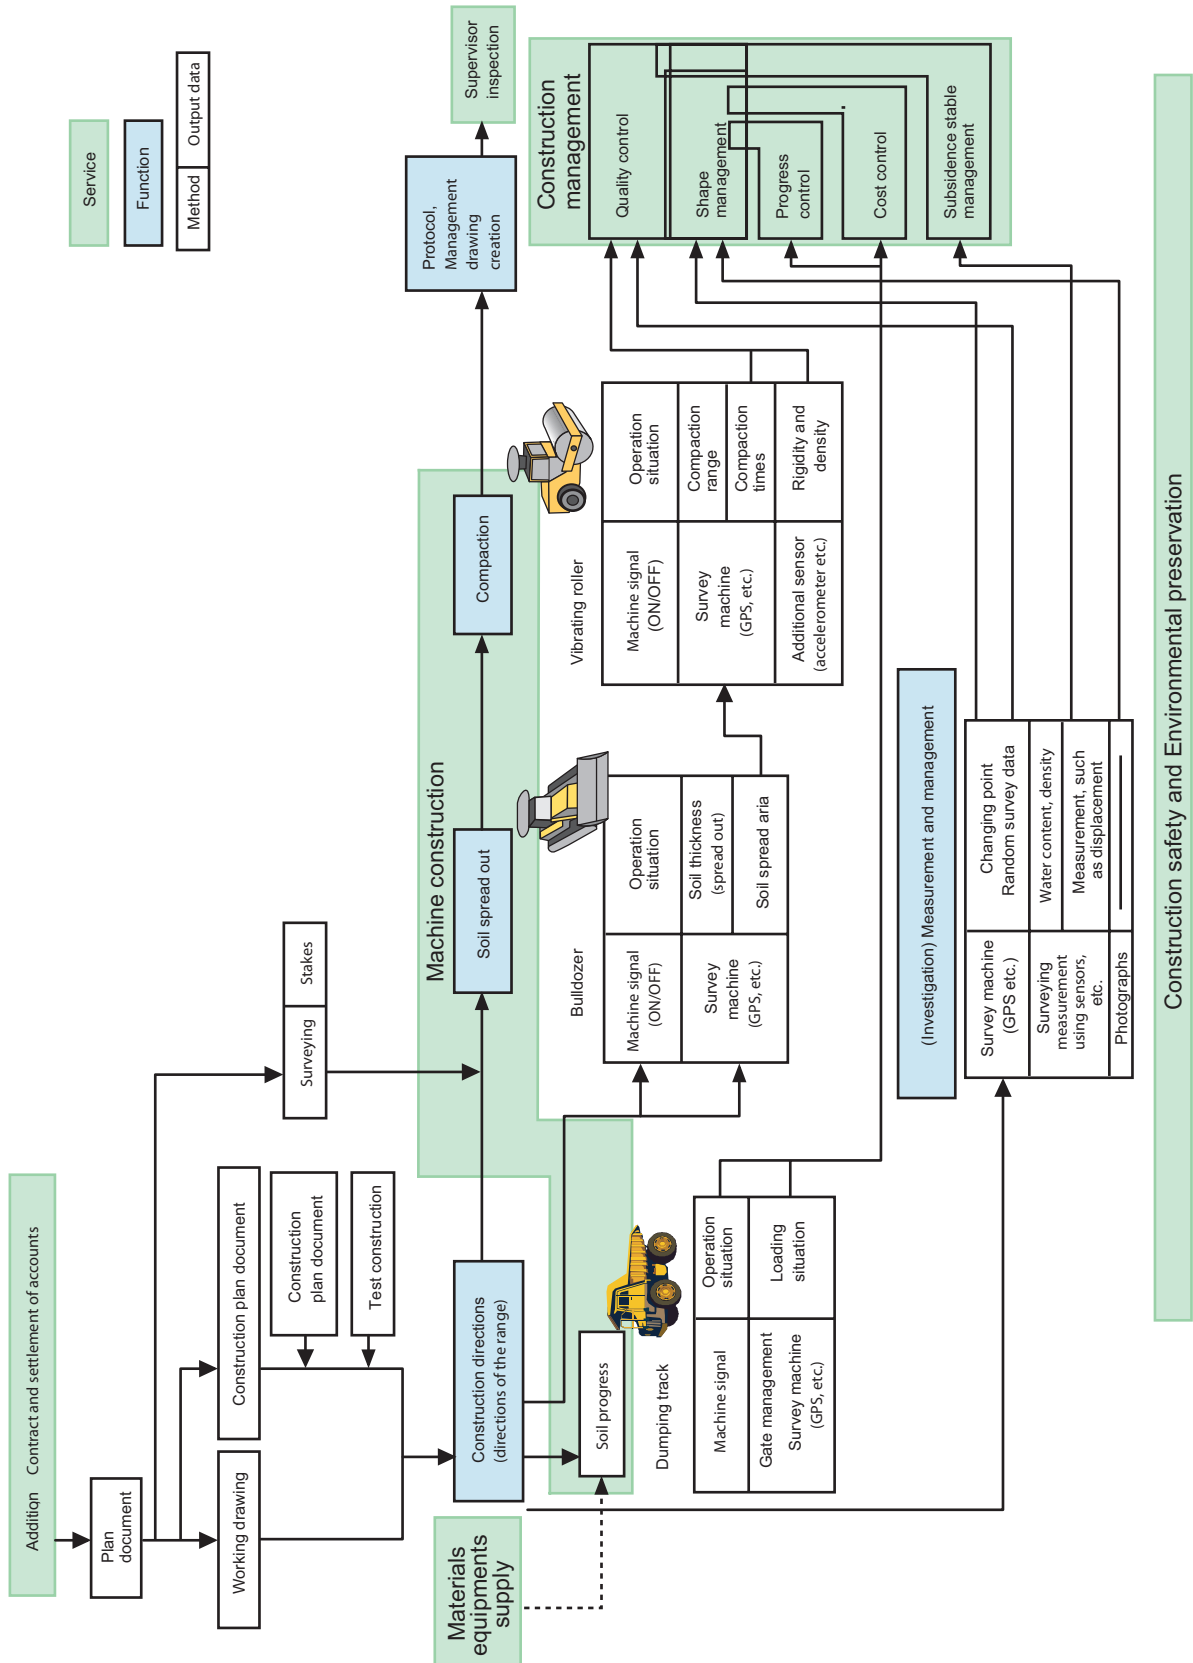 Addition    Contract and settlement of accounts
Plan
document
Working drawing
Construction plan document
Construction
plan document
Test construction
Surveying
Stakes
Service
Function
Method
Output data
Materials
equipments
supply
Construction directions
(directions of the range)
Machine construction
Soil spread out
Compaction
Protocol,
Management
drawing
creation
Supervisor
inspection
Soil progress
Dumping track
Machine signal
Operation
situation
Gate management
Survey machine
(GPS, etc.)
Loading
situation
Bulldozer
Machine signal
(ON/OFF)
Operation
situation
Survey
machine
(GPS, etc.)
Soil thickness
(spread out)
Soil spread aria
Vibrating roller
Machine signal
(ON/OFF)
Operation
situation
Survey
machine
(GPS, etc.)
Compaction
range
Compaction
times
Additional sensor
(accelerometer etc.)
Rigidity and
density
Construction
management
Quality control
Shape
management
Progress
control
Cost control
Subsidence stable
management
(Investigation) Measurement and management
Survey machine
(GPS etc.)
Changing point
Random survey data
Surveying
measurement
using sensors,
etc.
Water content, density
Measurement, such
as displacement
Photographs
Construction safety and Environmental preservation